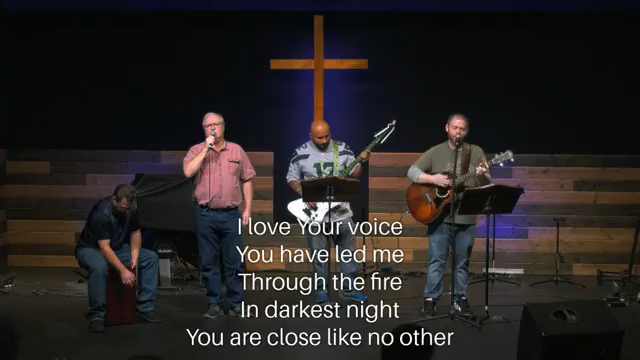 12
I love Your voice
You have led me
Through the fire
In darkest night
You are close like no other